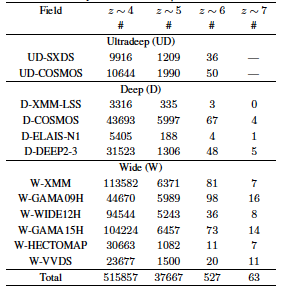 Field z ∼ 4 z ∼ 5 z ∼ 6 z ∼ 7
# # # #
Ultradeep (UD)
UD-SXDS 9916 1209 36 —
UD-COSMOS 10644 1990 50 —
Deep (D)
D-XMM-LSS 3316 335 3 0
D-COSMOS 43693 5997 67 4
D-ELAIS-N1 5405 188 4 1
D-DEEP2-3 31523 1306 48 5
Wide (W)
W-XMM 113582 6371 81 7
W-GAMA09H 44670 5989 98 16
W-WIDE12H 94544 5243 36 8
W-GAMA15H 104224 6457 73 14
W-HECTOMAP 30663 1082 11 7
W-VVDS 23677 1500 20 11
Total 515857 37667 527 63